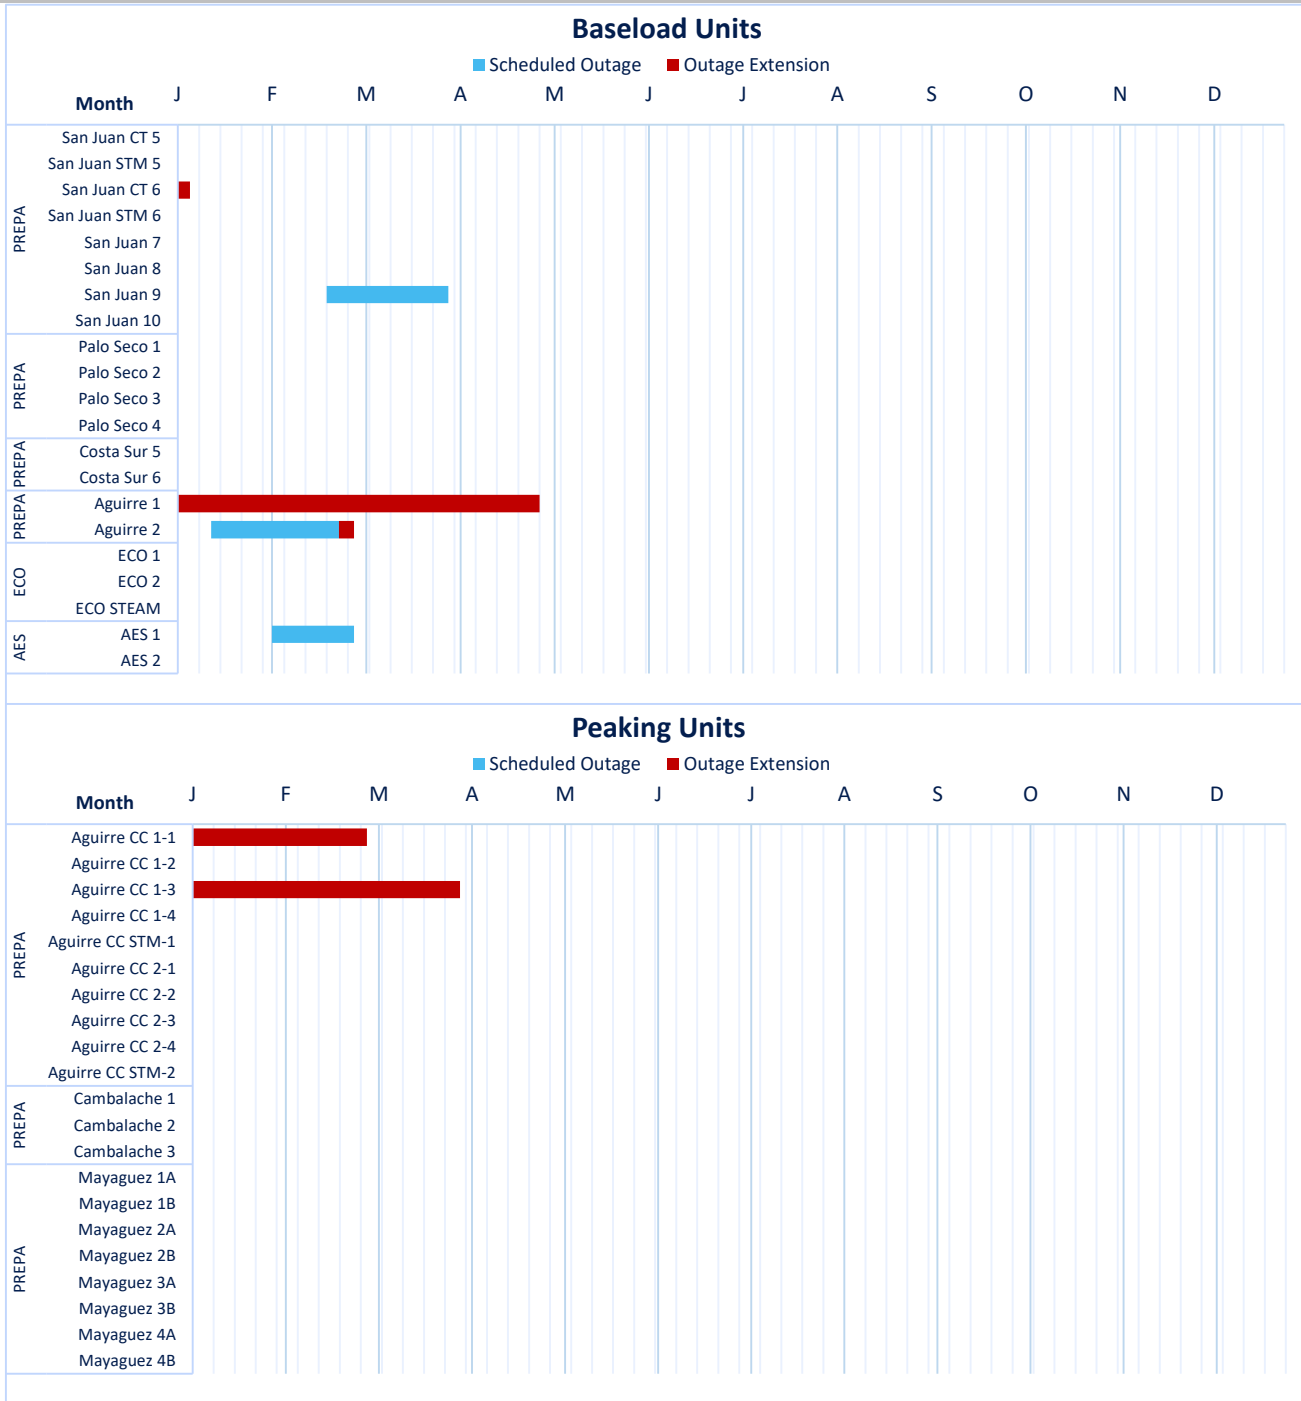 Baseload Units
Scheduled Outage Outage Extension
Month J F M A M J J A S O N D
PREPA
San Juan CT 5
San Juan STM 5
San Juan CT 6
San Juan STM 6
San Juan 7
San Juan 8
San Juan 9
San Juan 10
PREPA
Palo Seco 1
Palo Seco 2
Palo Seco 3
Palo Seco 4
PREPA
Costa Sur 5
Costa Sur 6
PREPA
Aguirre 1
Aguirre 2
ECO
ECO 1
ECO 2
ECO STEAM
AES
AES 1
AES 2
Peaking Units
Scheduled Outage Outage Extension
Month J F M A M J J A S O N D
PREPA
Aguirre CC 1-1
Aguirre CC 1-2
Aguirre CC 1-3
Aguirre CC 1-4
Aguirre CC STM-1
Aguirre CC 2-1
Aguirre CC 2-2
Aguirre CC 2-3
Aguirre CC 2-4
Aguirre CC STM-2
PREPA
Cambalache 1
Cambalache 2
Cambalache 3
PREPA
Mayaguez 1A
Mayaguez 1B
Mayaguez 2A
Mayaguez 2B
Mayaguez 3A
Mayaguez 3B
Mayaguez 4A
Mayaguez 4B